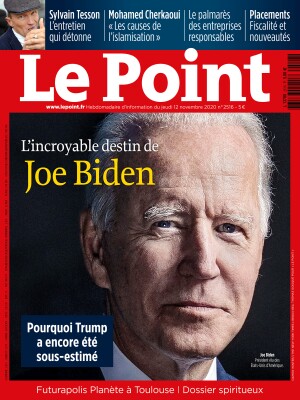 Sylvain Tesson
L'entretien
qui détonne
Mohamed Cherkaoui
« Les causes de
l'islamisation »
Le palmarès
des entreprises
responsables
Placements
Fiscalité et
nouveautés
Le Point
www.lepoint.fr Hebdomadaire d'information du jeudi 12 novembre 2020 n°2516 - 5€
L'incroyable destin de
Joe Biden
Pourquoi Trump
a encore été
sous-estimé
Joe Biden
Président élu des
États-Unis d'Amérique.
Futurapolis Planète à Toulouse | Dossier spiritueux